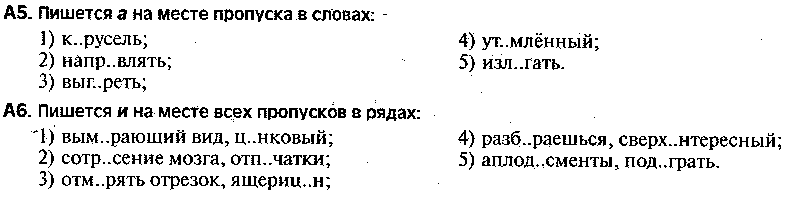 А5. Пишется а на месте пропуска в словах:
1) к..русель;
2) напр..влять;
3) выг..реть;
4) ут..млённый;
5) изл..гать.
А6. Пишется и на месте всех пропусков в рядах:
1) вым..рающий вид, ц..нковый;
2) сотр..сение мозга, отп..чатки;
3) отм..рять отрезок, ящериц..н;
4) разб..раешься, сверх..нтересный;
5) аплод..сменты, под..грать.